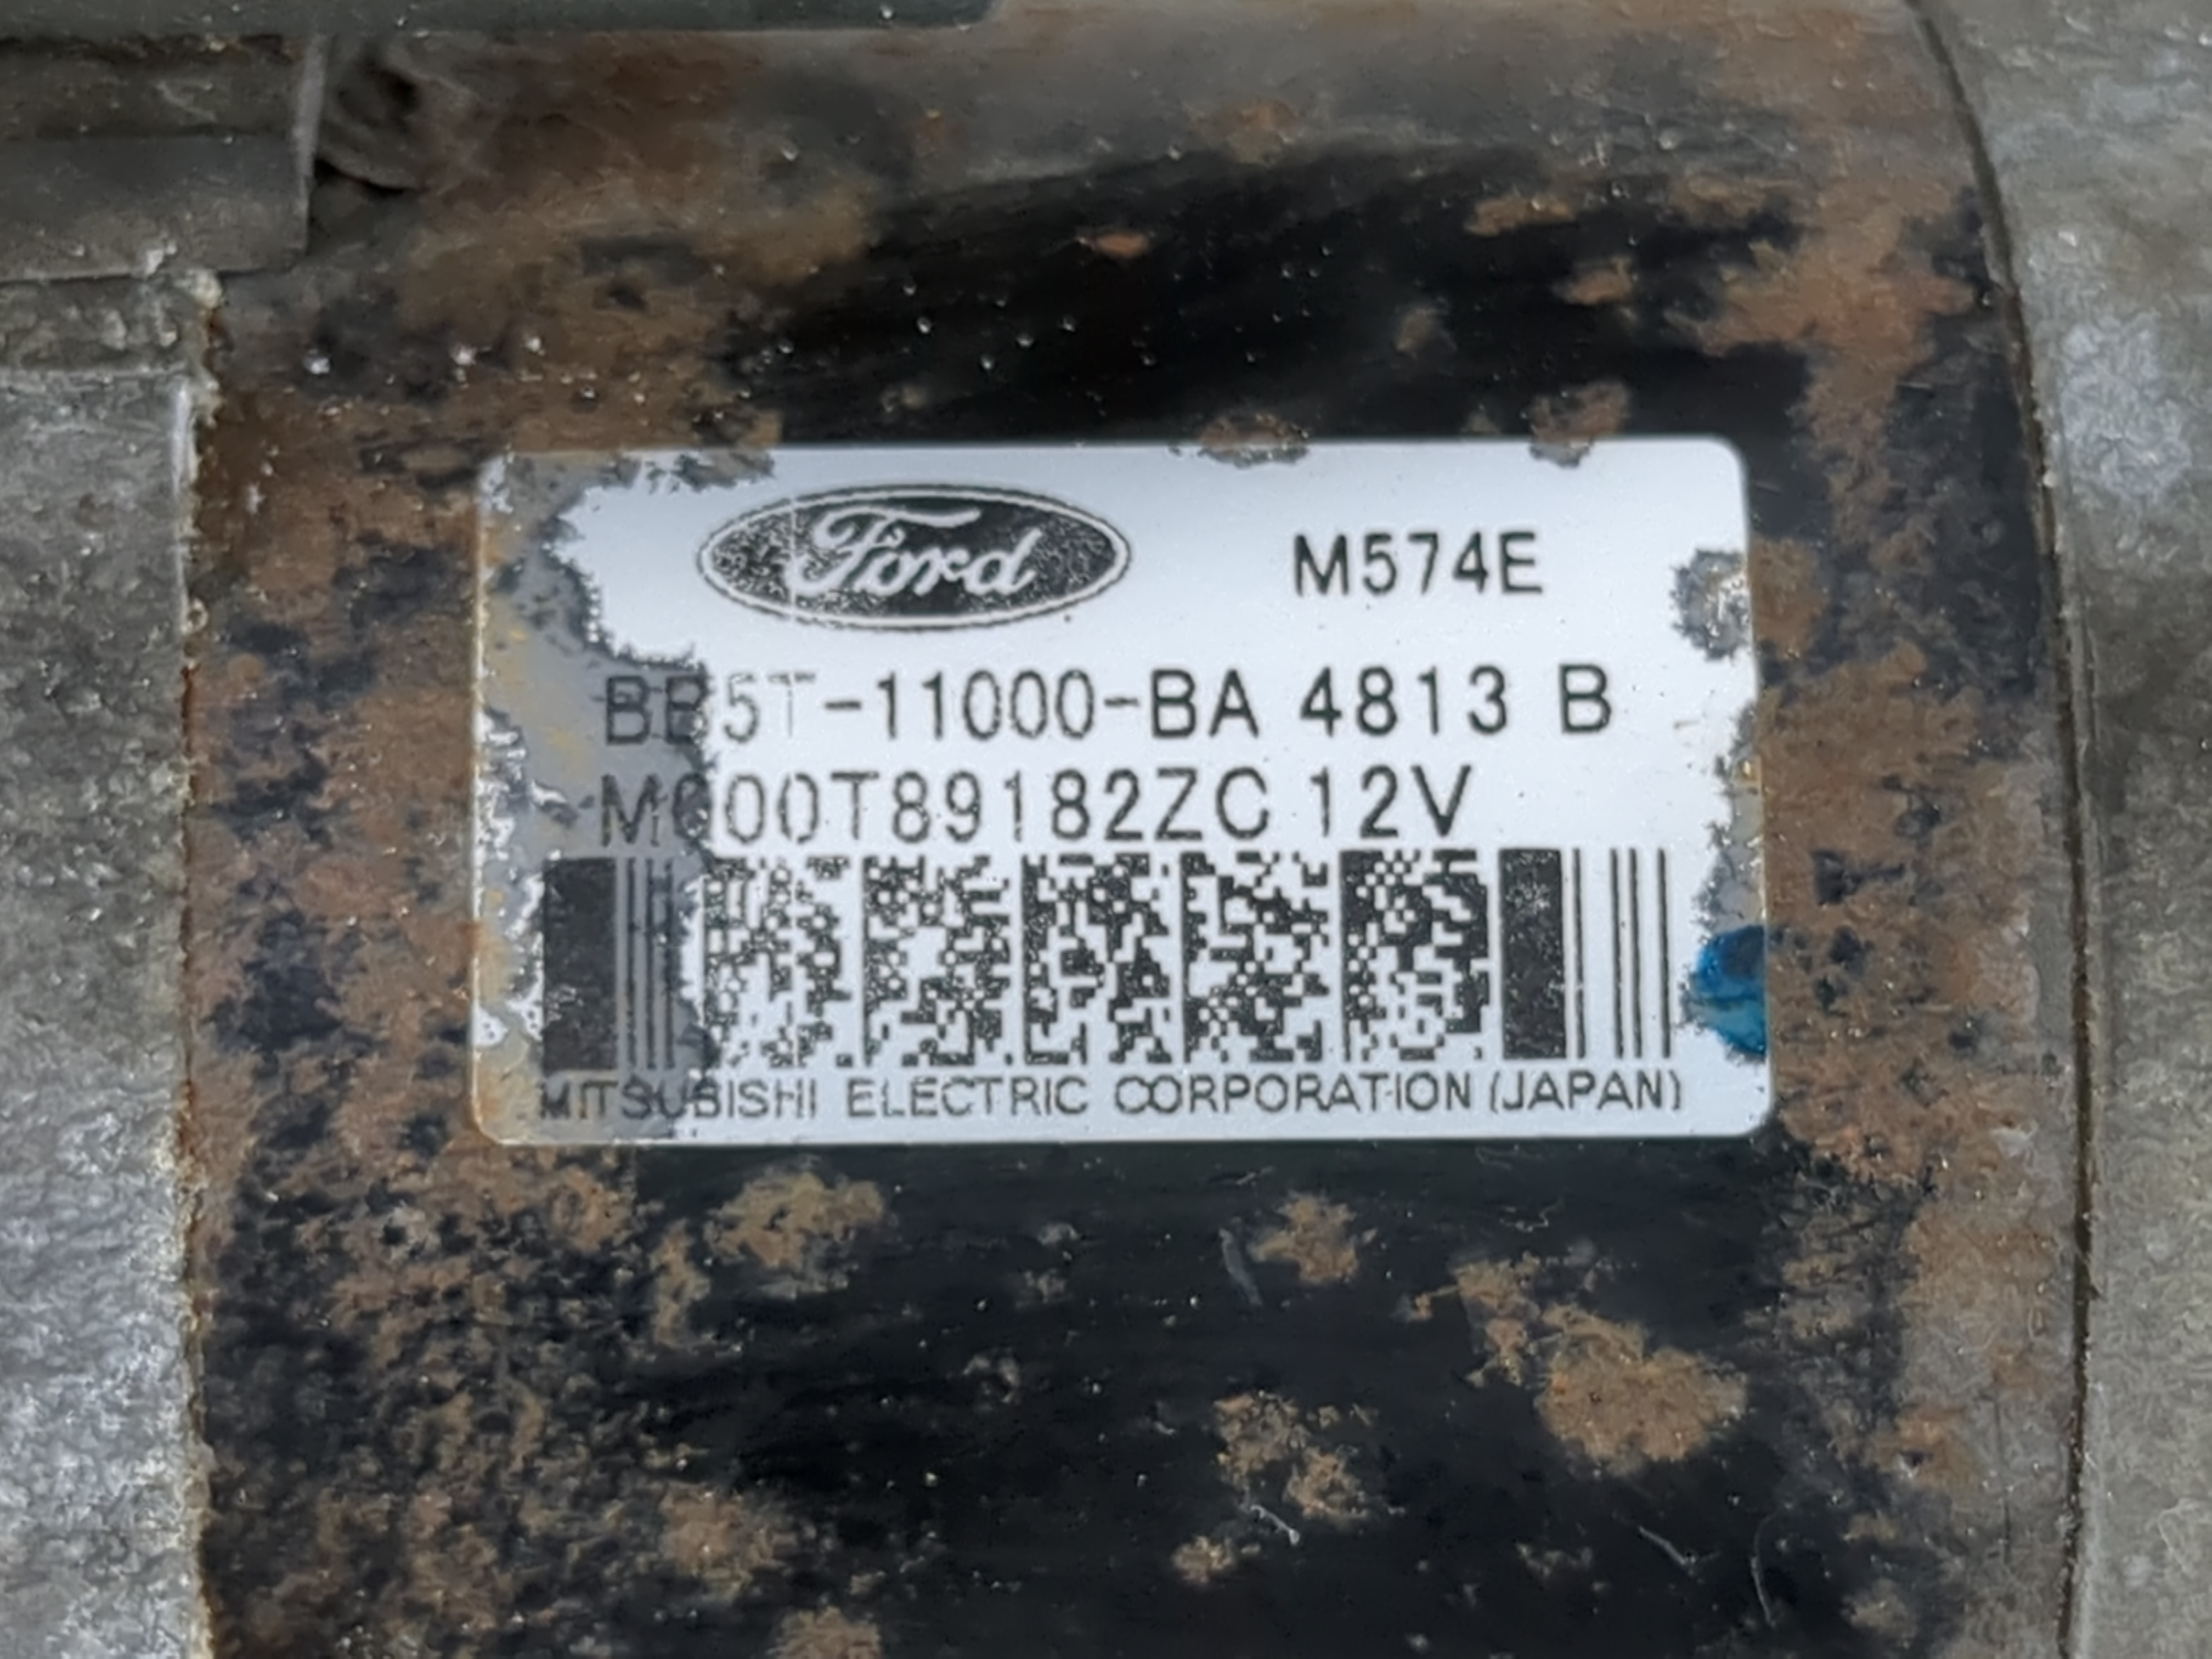 Ford M574E
BB5T-11000-BA 4813 B
M000T89182ZC 12V
MITSUBISHI ELECTRIC CORPORATION (JAPAN)